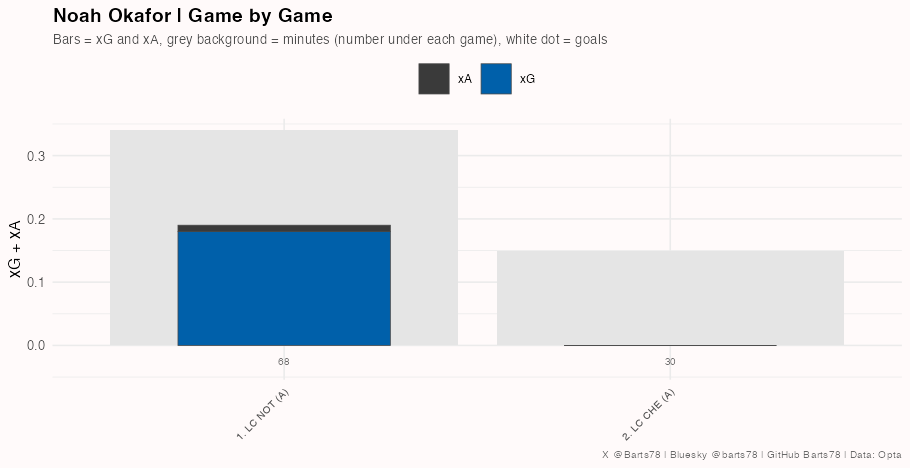 Noah Okafor | Game by Game
Bars = xG and xA, grey background = minutes (number under each game), white dot = goals
xA xG
xG + xA
0.3
0.2
0.1
0.0
68 30
1. LC NOT (A) 2. LC CHE (A)
X @Barts78 | Bluesky @barts78 | GitHub Barts78 | Data: Opta